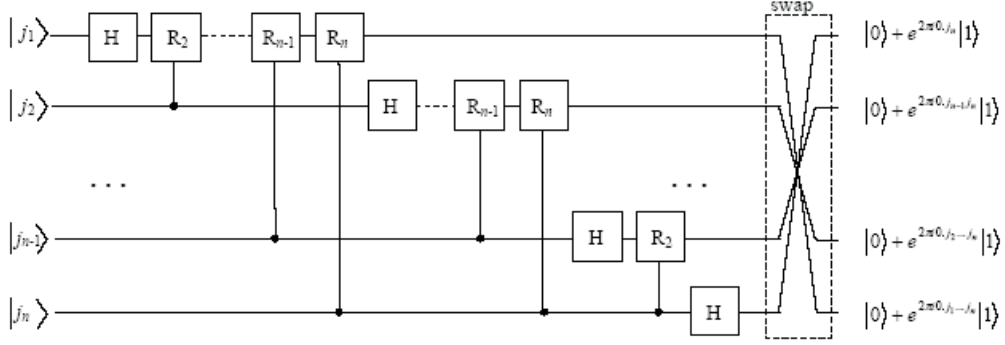 swap
|j₁⟩ H R₂ Rₙ₋₁ Rₙ |0⟩ + e^{2πi0.jₙ}|1⟩
|j₂⟩ H Rₙ₋₁ Rₙ |0⟩ + e^{2πi0.jₙ₋₁jₙ}|1⟩
... ...
|jₙ₋₁⟩ H R₂ |0⟩ + e^{2πi0.j₂…jₙ}|1⟩
|jₙ⟩ H |0⟩ + e^{2πi0.j₁…jₙ}|1⟩